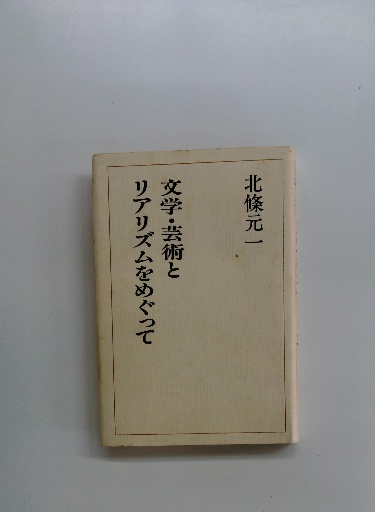 北條元一
文学・芸術と
リアリズムをめぐって